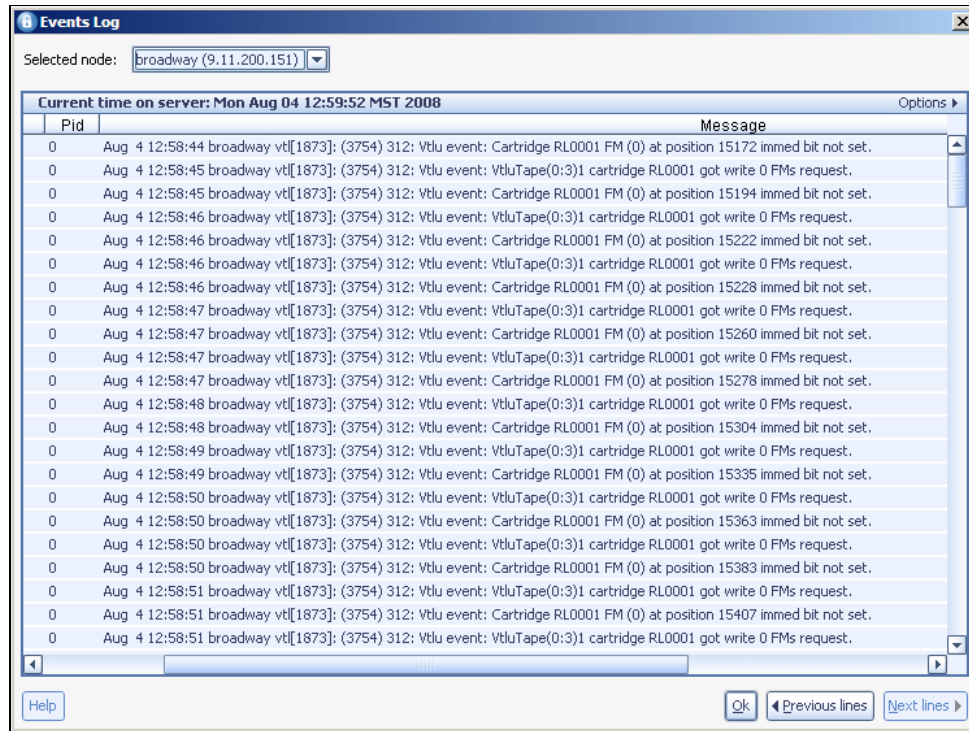 Events Log
Selected node: broadway (9.11.200.151)
Current time on server: Mon Aug 04 12:59:52 MST 2008 Options
Pid Message
0 Aug 4 12:58:44 broadway vtl[1873]: (3754) 312: Vtlu event: Cartridge RL0001 FM (0) at position 15172 immed bit not set.
0 Aug 4 12:58:45 broadway vtl[1873]: (3754) 312: Vtlu event: VtluTape(0:3)1 cartridge RL0001 got write 0 FMs request.
0 Aug 4 12:58:45 broadway vtl[1873]: (3754) 312: Vtlu event: Cartridge RL0001 FM (0) at position 15194 immed bit not set.
0 Aug 4 12:58:46 broadway vtl[1873]: (3754) 312: Vtlu event: VtluTape(0:3)1 cartridge RL0001 got write 0 FMs request.
0 Aug 4 12:58:46 broadway vtl[1873]: (3754) 312: Vtlu event: Cartridge RL0001 FM (0) at position 15222 immed bit not set.
0 Aug 4 12:58:46 broadway vtl[1873]: (3754) 312: Vtlu event: VtluTape(0:3)1 cartridge RL0001 got write 0 FMs request.
0 Aug 4 12:58:46 broadway vtl[1873]: (3754) 312: Vtlu event: Cartridge RL0001 FM (0) at position 15228 immed bit not set.
0 Aug 4 12:58:47 broadway vtl[1873]: (3754) 312: Vtlu event: VtluTape(0:3)1 cartridge RL0001 got write 0 FMs request.
0 Aug 4 12:58:47 broadway vtl[1873]: (3754) 312: Vtlu event: Cartridge RL0001 FM (0) at position 15260 immed bit not set.
0 Aug 4 12:58:47 broadway vtl[1873]: (3754) 312: Vtlu event: VtluTape(0:3)1 cartridge RL0001 got write 0 FMs request.
0 Aug 4 12:58:47 broadway vtl[1873]: (3754) 312: Vtlu event: Cartridge RL0001 FM (0) at position 15278 immed bit not set.
0 Aug 4 12:58:48 broadway vtl[1873]: (3754) 312: Vtlu event: VtluTape(0:3)1 cartridge RL0001 got write 0 FMs request.
0 Aug 4 12:58:48 broadway vtl[1873]: (3754) 312: Vtlu event: Cartridge RL0001 FM (0) at position 15304 immed bit not set.
0 Aug 4 12:58:49 broadway vtl[1873]: (3754) 312: Vtlu event: VtluTape(0:3)1 cartridge RL0001 got write 0 FMs request.
0 Aug 4 12:58:49 broadway vtl[1873]: (3754) 312: Vtlu event: Cartridge RL0001 FM (0) at position 15335 immed bit not set.
0 Aug 4 12:58:50 broadway vtl[1873]: (3754) 312: Vtlu event: VtluTape(0:3)1 cartridge RL0001 got write 0 FMs request.
0 Aug 4 12:58:50 broadway vtl[1873]: (3754) 312: Vtlu event: Cartridge RL0001 FM (0) at position 15363 immed bit not set.
0 Aug 4 12:58:50 broadway vtl[1873]: (3754) 312: Vtlu event: VtluTape(0:3)1 cartridge RL0001 got write 0 FMs request.
0 Aug 4 12:58:50 broadway vtl[1873]: (3754) 312: Vtlu event: Cartridge RL0001 FM (0) at position 15383 immed bit not set.
0 Aug 4 12:58:51 broadway vtl[1873]: (3754) 312: Vtlu event: VtluTape(0:3)1 cartridge RL0001 got write 0 FMs request.
0 Aug 4 12:58:51 broadway vtl[1873]: (3754) 312: Vtlu event: Cartridge RL0001 FM (0) at position 15407 immed bit not set.
0 Aug 4 12:58:51 broadway vtl[1873]: (3754) 312: Vtlu event: VtluTape(0:3)1 cartridge RL0001 got write 0 FMs request.
Help Ok Previous lines Next lines